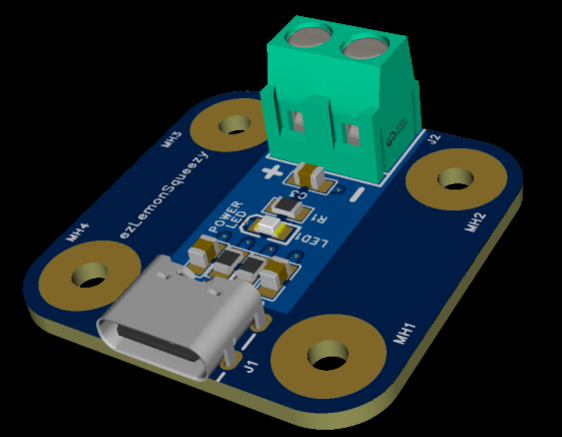 J2
MH3
+
-
C3
R1
ezLemonSqueezy
POWER
LED
LED1
MH2
MH4
J1
MH1